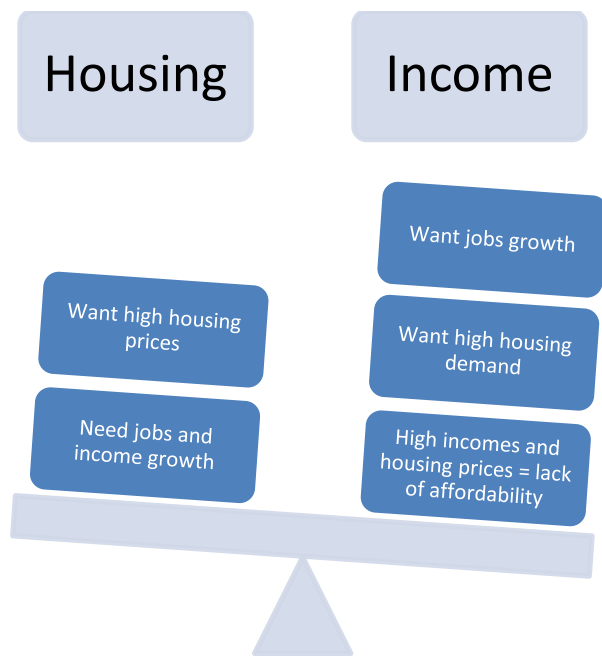 Housing
Income
Want high housing
prices
Need jobs and
income growth
Want jobs growth
Want high housing
demand
High incomes and
housing prices = lack
of affordability